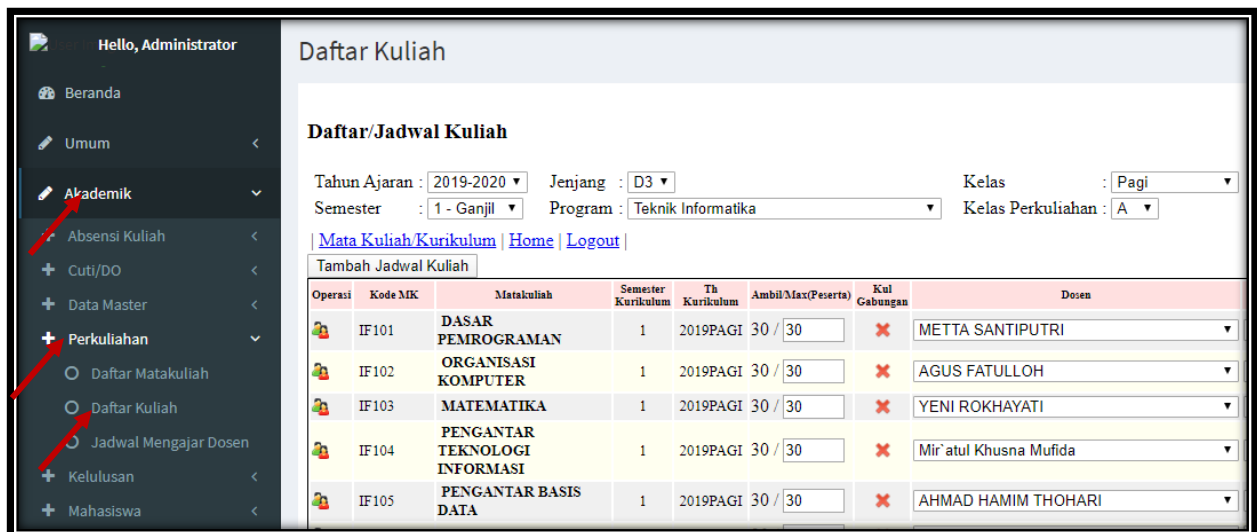 Hello, Administrator
Beranda
Umum
Akademik
Absensi Kuliah
Cuti/DO
Data Master
Perkuliahan
Daftar Matakuliah
Daftar Kuliah
Jadwal Mengajar Dosen
Kelulusan
Mahasiswa
Daftar Kuliah
Daftar/Jadwal Kuliah
Tahun Ajaran : 2019-2020 Jenjang : D3 Kelas : Pagi
Semester : 1 - Ganjil Program : Teknik Informatika Kelas Perkuliahan : A
| Mata Kuliah/Kurikulum | Home | Logout |
Tambah Jadwal Kuliah
Operasi Kode MK Matakuliah Semester Kurikulum Th Kurikulum Ambil/Max(Peserta) Kul Gabungan Dosen
IF101 DASAR PEMROGRAMAN 1 2019PAGI 30 / 30 METTA SANTIPUTRI
IF102 ORGANISASI KOMPUTER 1 2019PAGI 30 / 30 AGUS FATULLOH
IF103 MATEMATIKA 1 2019PAGI 30 / 30 YENI ROKHAYATI
IF104 PENGANTAR TEKNOLOGI INFORMASI 1 2019PAGI 30 / 30 Mir`atul Khusna Mufida
IF105 PENGANTAR BASIS DATA 1 2019PAGI 30 / 30 AHMAD HAMIM THOHARI